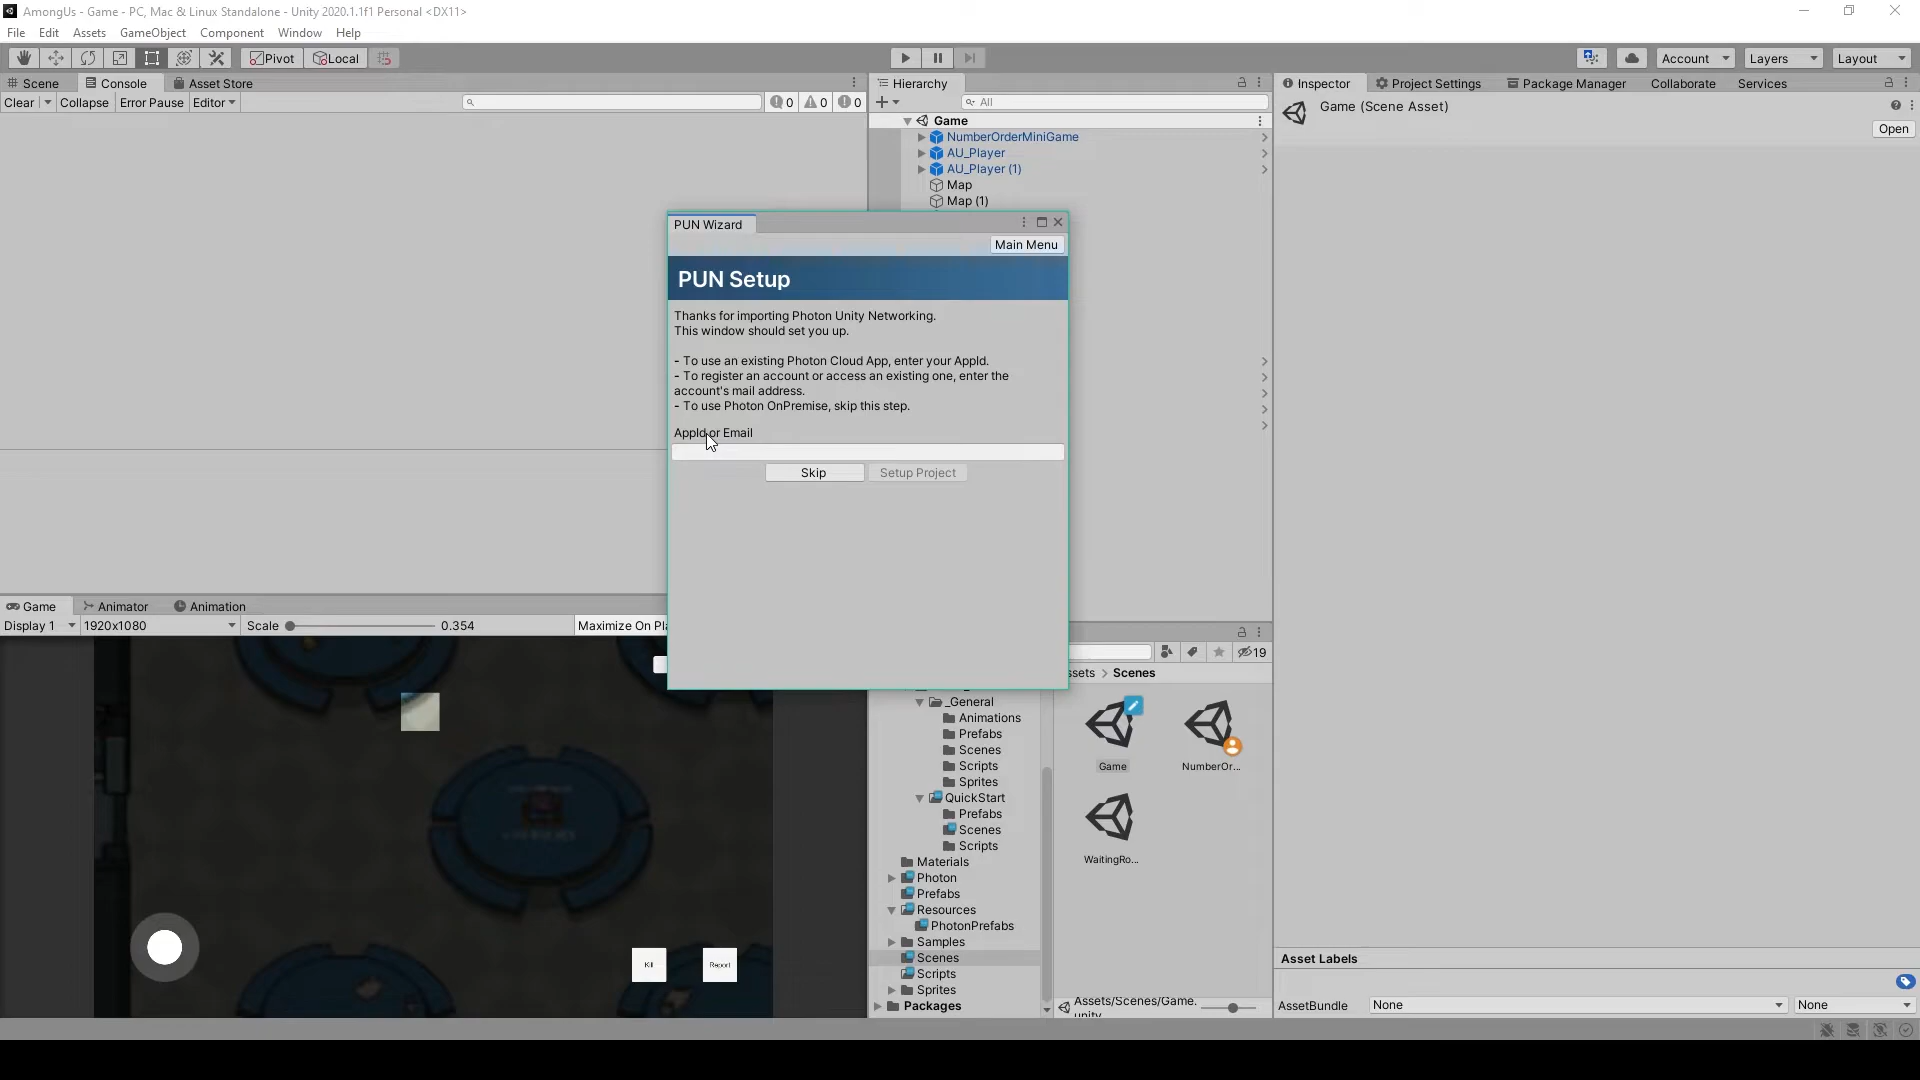 AmongUs - Game - PC, Mac & Linux Standalone - Unity 2020.1.1f1 Personal <DX11>
File Edit Assets GameObject Component Window Help
Pivot Local Account Layers Layout
Scene Console Asset Store
Clear Collapse Error Pause Editor 0 0 0
Hierarchy
All
Game
NumberOrderMiniGame
AU_Player
AU_Player (1)
Map
Map (1)
Inspector Project Settings Package Manager Collaborate Services
Game (Scene Asset)
Open
PUN Wizard
Main Menu
PUN Setup
Thanks for importing Photon Unity Networking.
This window should set you up.
- To use an existing Photon Cloud App, enter your AppId.
- To register an account or access an existing one, enter the
account's mail address.
- To use Photon OnPremise, skip this step.
AppId or Email
Skip Setup Project
Game Animator Animation
Display 1 1920x1080 Scale 0.354 Maximize On Pla
Kill Report
19
ssets > Scenes
_General
Animations
Prefabs
Scenes
Scripts
Sprites
QuickStart
Prefabs
Scenes
Scripts
Materials
Photon
Prefabs
Resources
PhotonPrefabs
Samples
Scenes
Scripts
Sprites
Packages
Game NumberOr...
WaitingRo...
Assets/Scenes/Game.
unity
Asset Labels
AssetBundle None None